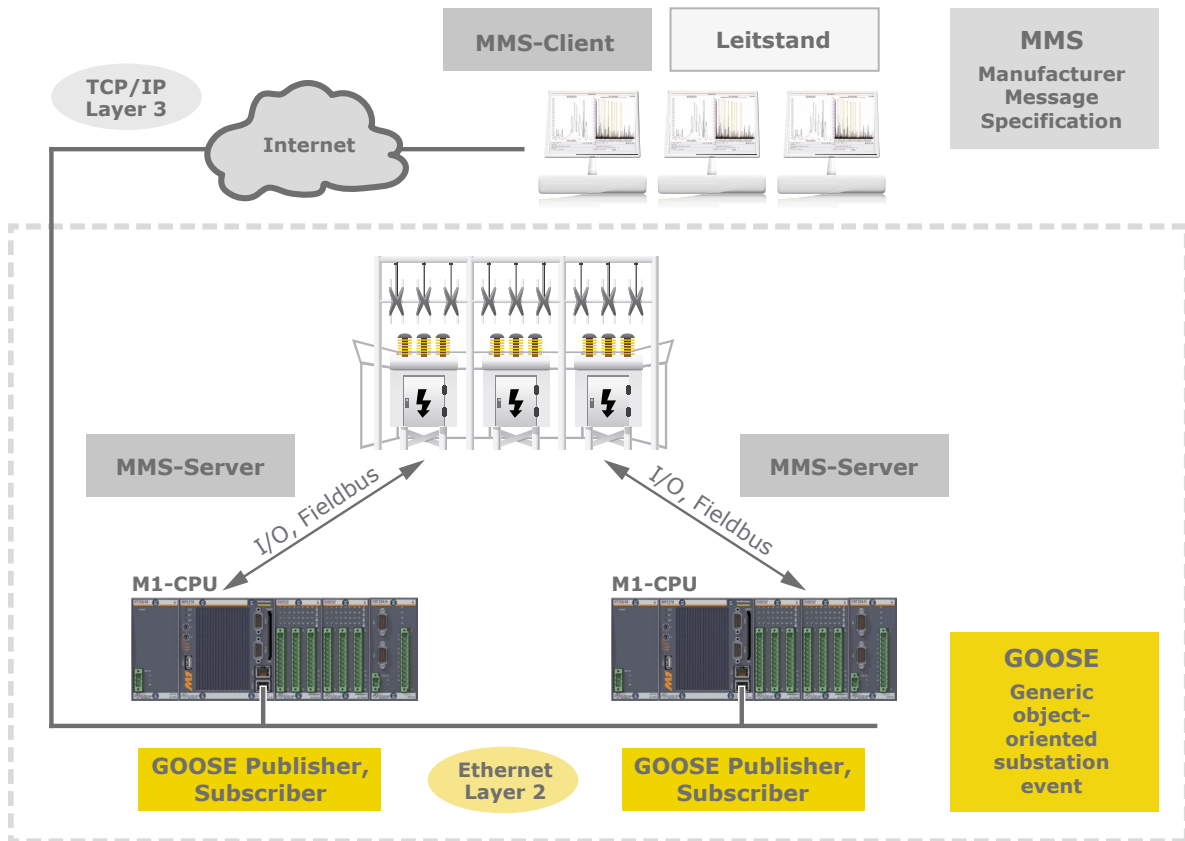 MMS-Client
Leitstand
MMS
Manufacturer
Message
Specification
TCP/IP
Layer 3
Internet
MMS-Server
MMS-Server
I/O, Fieldbus
I/O, Fieldbus
M1-CPU
M1-CPU
GOOSE
Generic
object-
oriented
substation
event
GOOSE Publisher,
Subscriber
Ethernet
Layer 2
GOOSE Publisher,
Subscriber